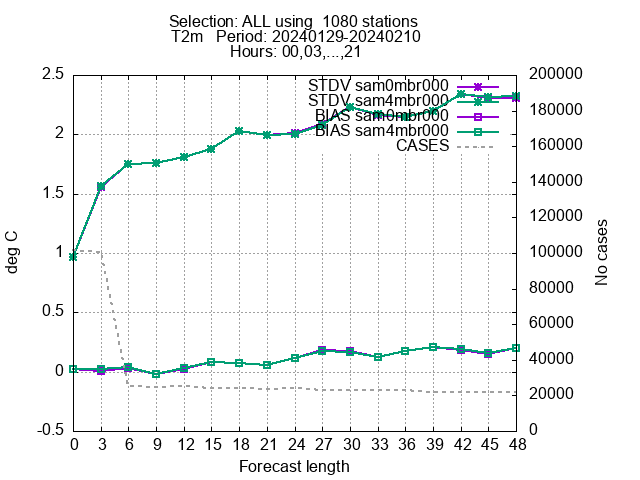 Selection: ALL using  1080 stations
T2m   Period: 20240129-20240210
Hours: 00,03,...,21
STDV sam0mbr000
STDV sam4mbr000
BIAS sam0mbr000
BIAS sam4mbr000
CASES
2.5
2
1.5
1
0.5
0
-0.5
deg C
200000
180000
160000
140000
120000
100000
80000
60000
40000
20000
0
No cases
0 3 6 9 12 15 18 21 24 27 30 33 36 39 42 45 48
Forecast length